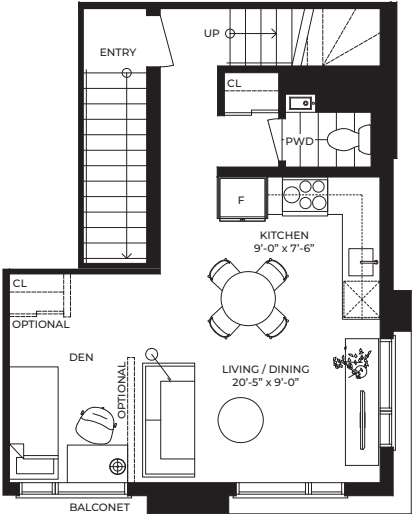 UP
ENTRY
CL
PWD
F
KITCHEN
9'-0" x 7'-6"
CL
OPTIONAL
DEN
OPTIONAL
LIVING / DINING
20'-5" x 9'-0"
BALCONET